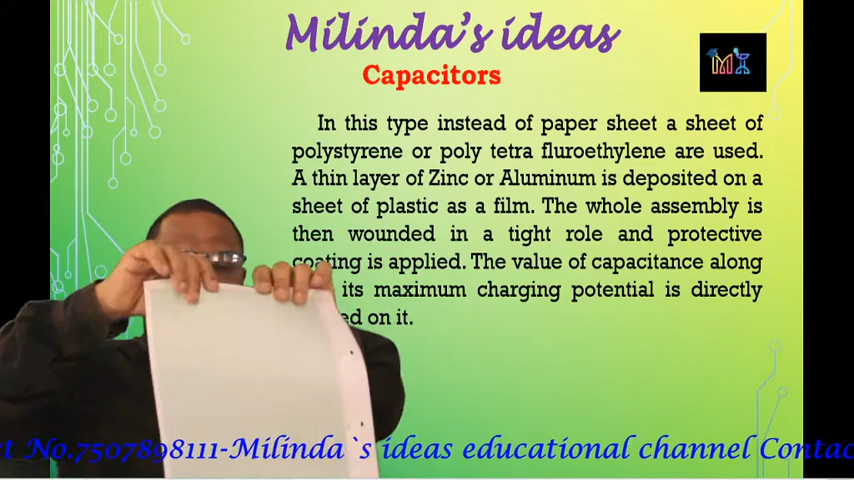 Milinda's ideas
Capacitors
MI
In this type instead of paper sheet a sheet of
polystyrene or poly tetra fluroethylene are used.
A thin layer of Zinc or Aluminum is deposited on a
sheet of plastic as a film. The whole assembly is
then wounded in a tight role and protective
coating is applied. The value of capacitance along
its maximum charging potential is directly
on it.
No.7507898111-Milinda`s ideas educational channel Contac